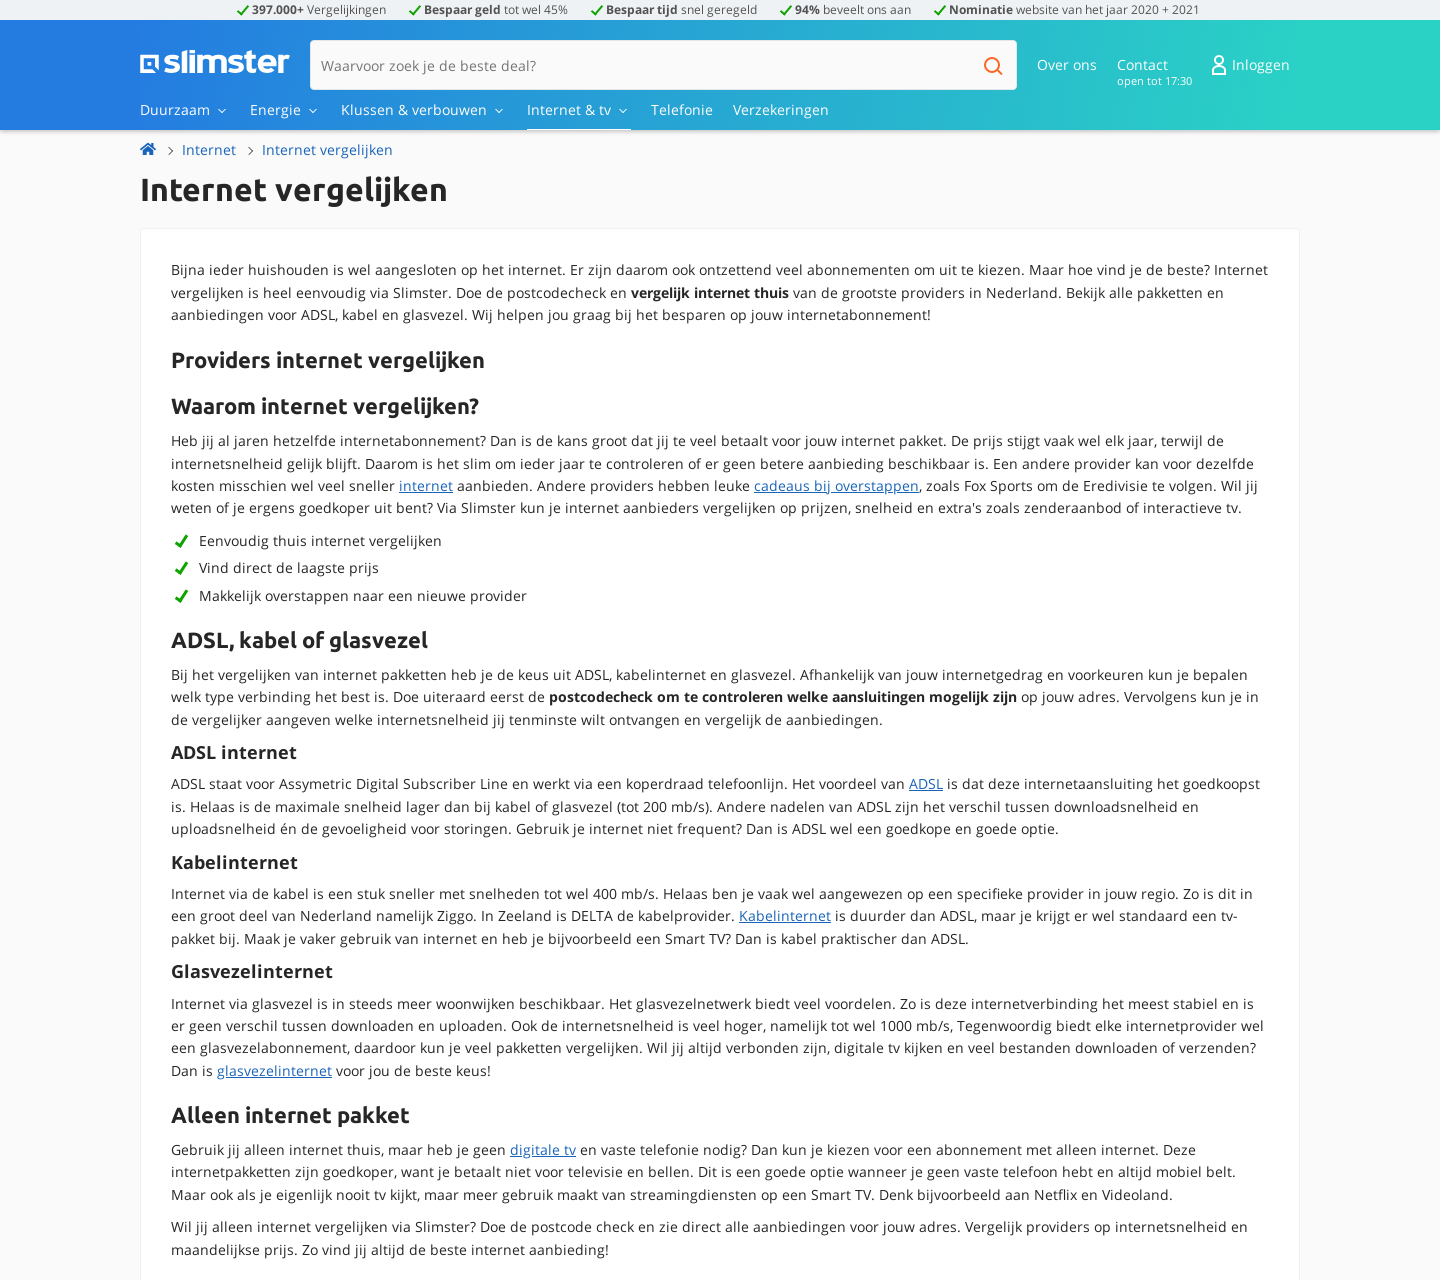 397.000+ Vergelijkingen Bespaar geld tot wel 45% Bespaar tijd snel geregeld 94% beveelt ons aan Nominatie website van het jaar 2020 + 2021
slimster
Waarvoor zoek je de beste deal?
Over ons
Contact
open tot 17:30
Inloggen
Duurzaam Energie Klussen & verbouwen Internet & tv Telefonie Verzekeringen
Internet Internet vergelijken
Internet vergelijken
Bijna ieder huishouden is wel aangesloten op het internet. Er zijn daarom ook ontzettend veel abonnementen om uit te kiezen. Maar hoe vind je de beste? Internet
vergelijken is heel eenvoudig via Slimster. Doe de postcodecheck en vergelijk internet thuis van de grootste providers in Nederland. Bekijk alle pakketten en
aanbiedingen voor ADSL, kabel en glasvezel. Wij helpen jou graag bij het besparen op jouw internetabonnement!
Providers internet vergelijken
Waarom internet vergelijken?
Heb jij al jaren hetzelfde internetabonnement? Dan is de kans groot dat jij te veel betaalt voor jouw internet pakket. De prijs stijgt vaak wel elk jaar, terwijl de
internetsnelheid gelijk blijft. Daarom is het slim om ieder jaar te controleren of er geen betere aanbieding beschikbaar is. Een andere provider kan voor dezelfde
kosten misschien wel veel sneller internet aanbieden. Andere providers hebben leuke cadeaus bij overstappen, zoals Fox Sports om de Eredivisie te volgen. Wil jij
weten of je ergens goedkoper uit bent? Via Slimster kun je internet aanbieders vergelijken op prijzen, snelheid en extra's zoals zenderaanbod of interactieve tv.
Eenvoudig thuis internet vergelijken
Vind direct de laagste prijs
Makkelijk overstappen naar een nieuwe provider
ADSL, kabel of glasvezel
Bij het vergelijken van internet pakketten heb je de keus uit ADSL, kabelinternet en glasvezel. Afhankelijk van jouw internetgedrag en voorkeuren kun je bepalen
welk type verbinding het best is. Doe uiteraard eerst de postcodecheck om te controleren welke aansluitingen mogelijk zijn op jouw adres. Vervolgens kun je in
de vergelijker aangeven welke internetsnelheid jij tenminste wilt ontvangen en vergelijk de aanbiedingen.
ADSL internet
ADSL staat voor Assymetric Digital Subscriber Line en werkt via een koperdraad telefoonlijn. Het voordeel van ADSL is dat deze internetaansluiting het goedkoopst
is. Helaas is de maximale snelheid lager dan bij kabel of glasvezel (tot 200 mb/s). Andere nadelen van ADSL zijn het verschil tussen downloadsnelheid en
uploadsnelheid én de gevoeligheid voor storingen. Gebruik je internet niet frequent? Dan is ADSL wel een goedkope en goede optie.
Kabelinternet
Internet via de kabel is een stuk sneller met snelheden tot wel 400 mb/s. Helaas ben je vaak wel aangewezen op een specifieke provider in jouw regio. Zo is dit in
een groot deel van Nederland namelijk Ziggo. In Zeeland is DELTA de kabelprovider. Kabelinternet is duurder dan ADSL, maar je krijgt er wel standaard een tv-
pakket bij. Maak je vaker gebruik van internet en heb je bijvoorbeeld een Smart TV? Dan is kabel praktischer dan ADSL.
Glasvezelinternet
Internet via glasvezel is in steeds meer woonwijken beschikbaar. Het glasvezelnetwerk biedt veel voordelen. Zo is deze internetverbinding het meest stabiel en is
er geen verschil tussen downloaden en uploaden. Ook de internetsnelheid is veel hoger, namelijk tot wel 1000 mb/s, Tegenwoordig biedt elke internetprovider wel
een glasvezelabonnement, daardoor kun je veel pakketten vergelijken. Wil jij altijd verbonden zijn, digitale tv kijken en veel bestanden downloaden of verzenden?
Dan is glasvezelinternet voor jou de beste keus!
Alleen internet pakket
Gebruik jij alleen internet thuis, maar heb je geen digitale tv en vaste telefonie nodig? Dan kun je kiezen voor een abonnement met alleen internet. Deze
internetpakketten zijn goedkoper, want je betaalt niet voor televisie en bellen. Dit is een goede optie wanneer je geen vaste telefoon hebt en altijd mobiel belt.
Maar ook als je eigenlijk nooit tv kijkt, maar meer gebruik maakt van streamingdiensten op een Smart TV. Denk bijvoorbeeld aan Netflix en Videoland.
Wil jij alleen internet vergelijken via Slimster? Doe de postcode check en zie direct alle aanbiedingen voor jouw adres. Vergelijk providers op internetsnelheid en
maandelijkse prijs. Zo vind jij altijd de beste internet aanbieding!